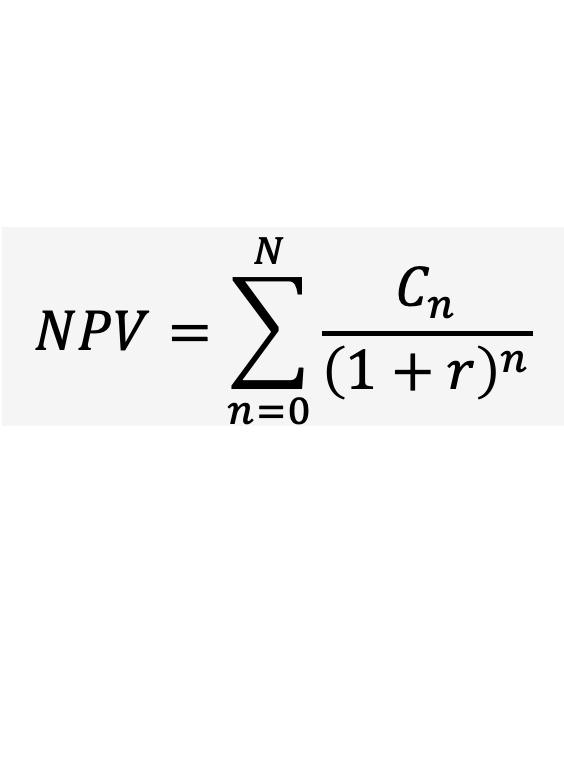 NPV = \sum_{n=0}^{N} \frac{C_n}{(1 + r)^n}